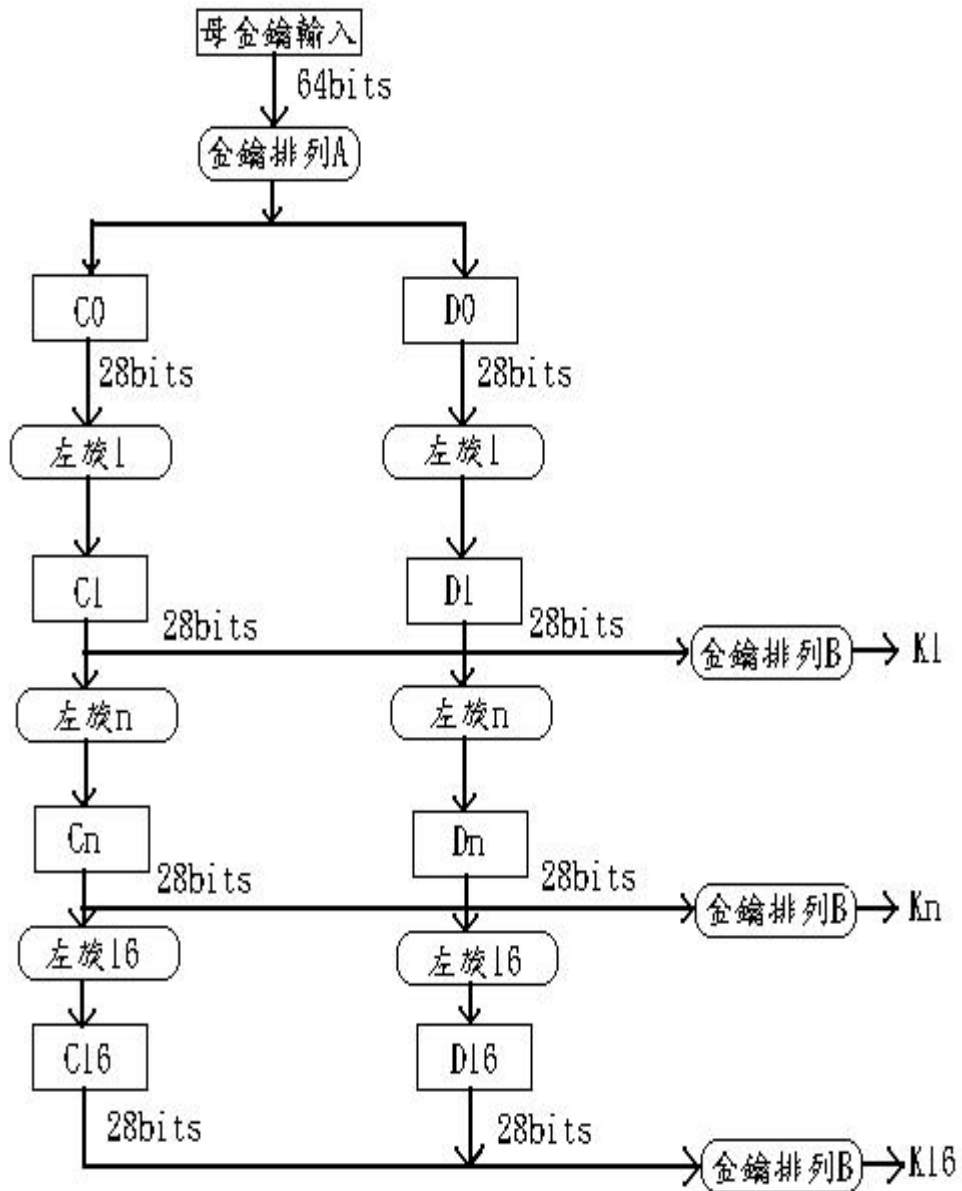 母金鑰輸入
64bits
金鑰排列A
C0
D0
28bits
28bits
左旋1
左旋1
C1
D1
28bits
28bits
金鑰排列B
K1
左旋n
左旋n
Cn
Dn
28bits
28bits
金鑰排列B
Kn
左旋16
左旋16
C16
D16
28bits
28bits
金鑰排列B
K16